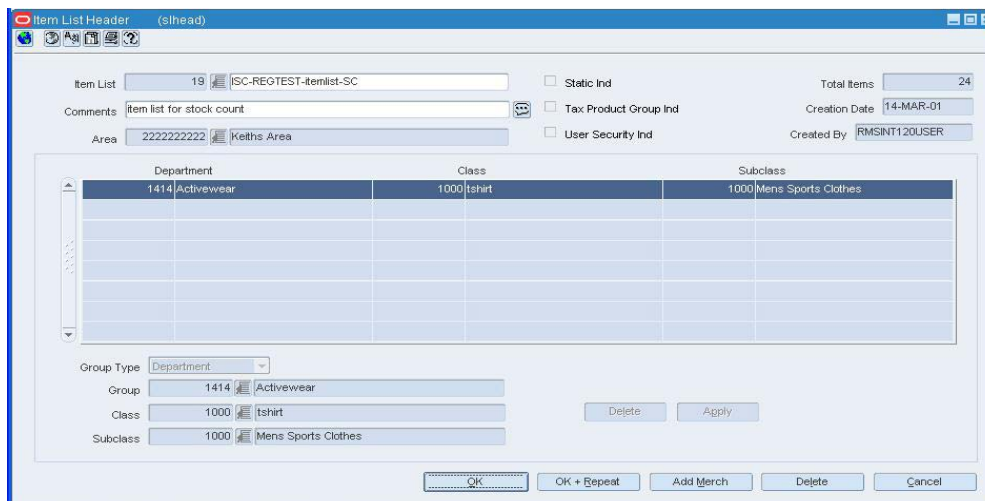 Item List Header (slhead)
Item List 19 ISC-REGTEST-itemlist-SC Static Ind Total Items 24
Comments item list for stock count Tax Product Group Ind Creation Date 14-MAR-01
Area 2222222222 Keiths Area User Security Ind Created By RMSINT120USER
Department Class Subclass
1414 Activewear 1000 tshirt 1000 Mens Sports Clothes
Group Type Department
Group 1414 Activewear
Class 1000 tshirt Delete Apply
Subclass 1000 Mens Sports Clothes
OK OK + Repeat Add Merch Delete Cancel